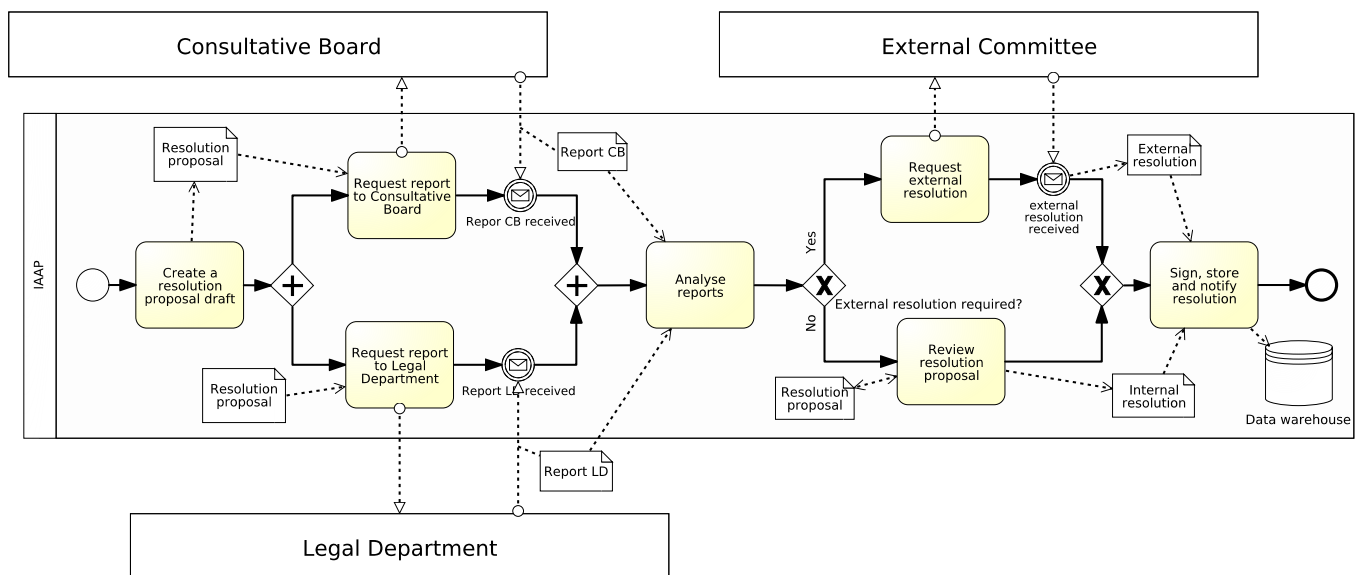 Consultative Board
External Committee
IAAP
Resolution
proposal
Request report
to Consultative
Board
Repor CB received
Report CB
Create a
resolution
proposal draft
Request report
to Legal
Department
Resolution
proposal
Report LD received
Report LD
Analyse
reports
Yes
No
External resolution required?
Request
external
resolution
external
resolution
received
External
resolution
Review
resolution
proposal
Resolution
proposal
Internal
resolution
Sign, store
and notify
resolution
Data warehouse
Legal Department